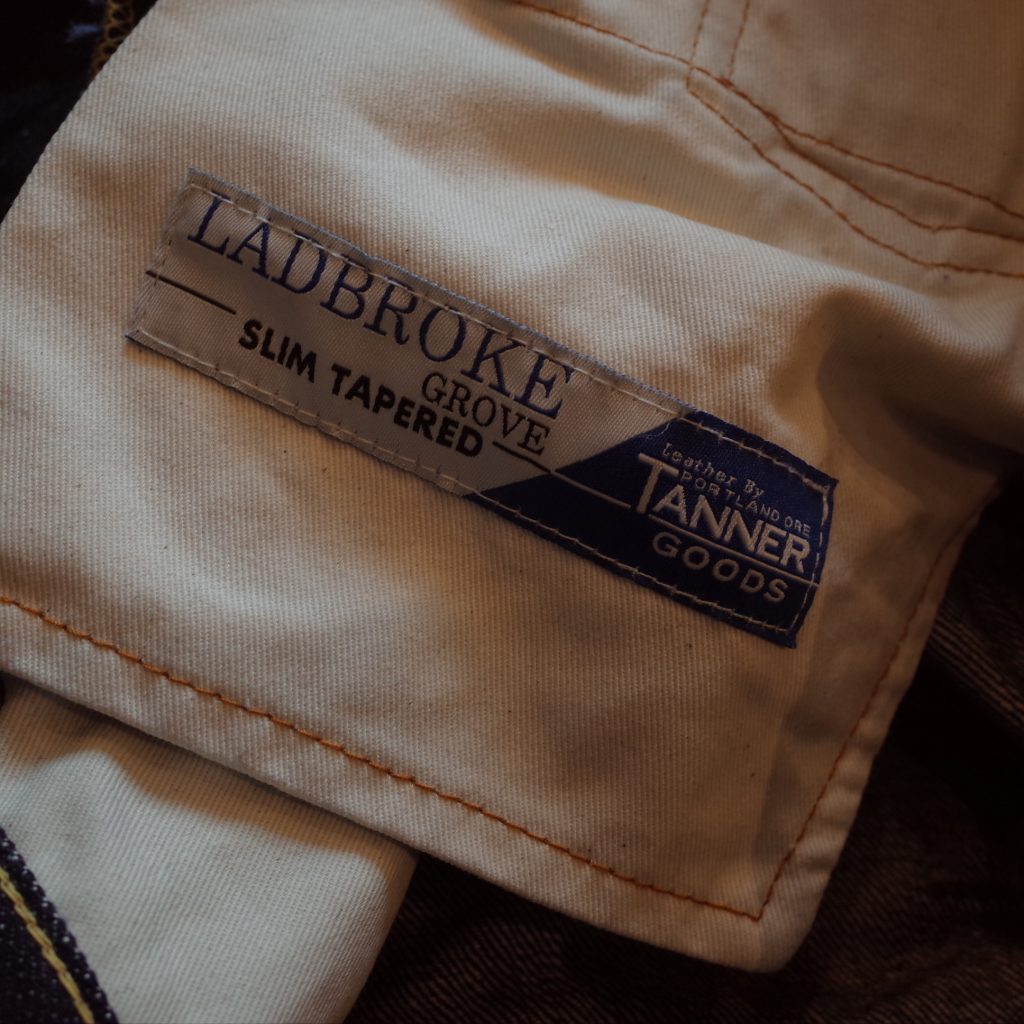 LADBROKE
GROVE
SLIM TAPERED
Leather By
PORTLAND ORE
TANNER
GOODS